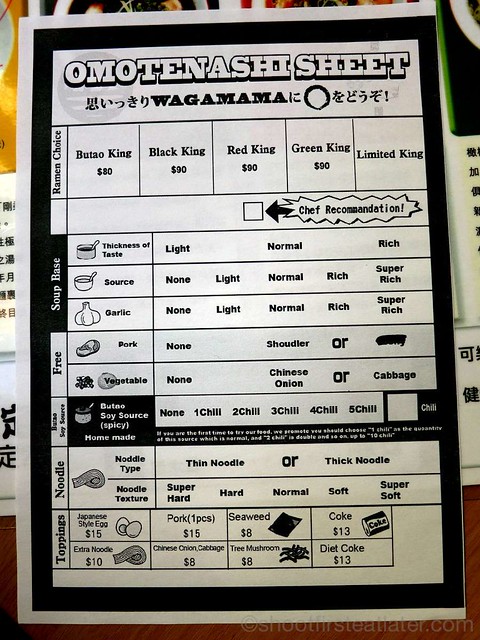 OMOTENASHI SHEET
思いっきりWAGAMAMAに〇をどうぞ!
Ramen Choice
Butao King Black King Red King Green King Limited King
$80 $90 $90 $90
Chef Recommandation!
Soup Base
Thickness of Taste Light Normal Rich
Source None Light Normal Rich Super Rich
Garlic None Light Normal Rich Super Rich
Free
Pork None Shoudler or
Vegetable None Chinese Onion or Cabbage
Butao Soy Source
Butao Soy Source (spicy) None 1Chili 2Chili 3Chili 4Chili 5Chili Chili
Home made
If you are the first time to try our food, we promote you should choose "1 chili" as the quantity
of this source which is normal, and "2 chili" is double and so on, up to "10 chili"
Noodle
Noddle Type Thin Noodle or Thick Noodle
Noodle Texture Super Hard Hard Normal Soft Super Soft
Toppings
Japanese Style Egg $15 Pork(1pcs) $15 Seaweed $8 Coke $13 Coke
Extra Noodle $10 Chinese Onion,Cabbage $8 Tree Mushroom $8 Diet Coke $13
可
健
定
©shootfirsteatlater.com